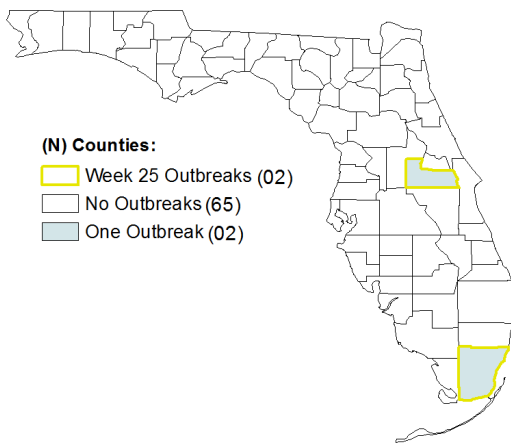 (N) Counties:
Week 25 Outbreaks (02)
No Outbreaks (65)
One Outbreak (02)